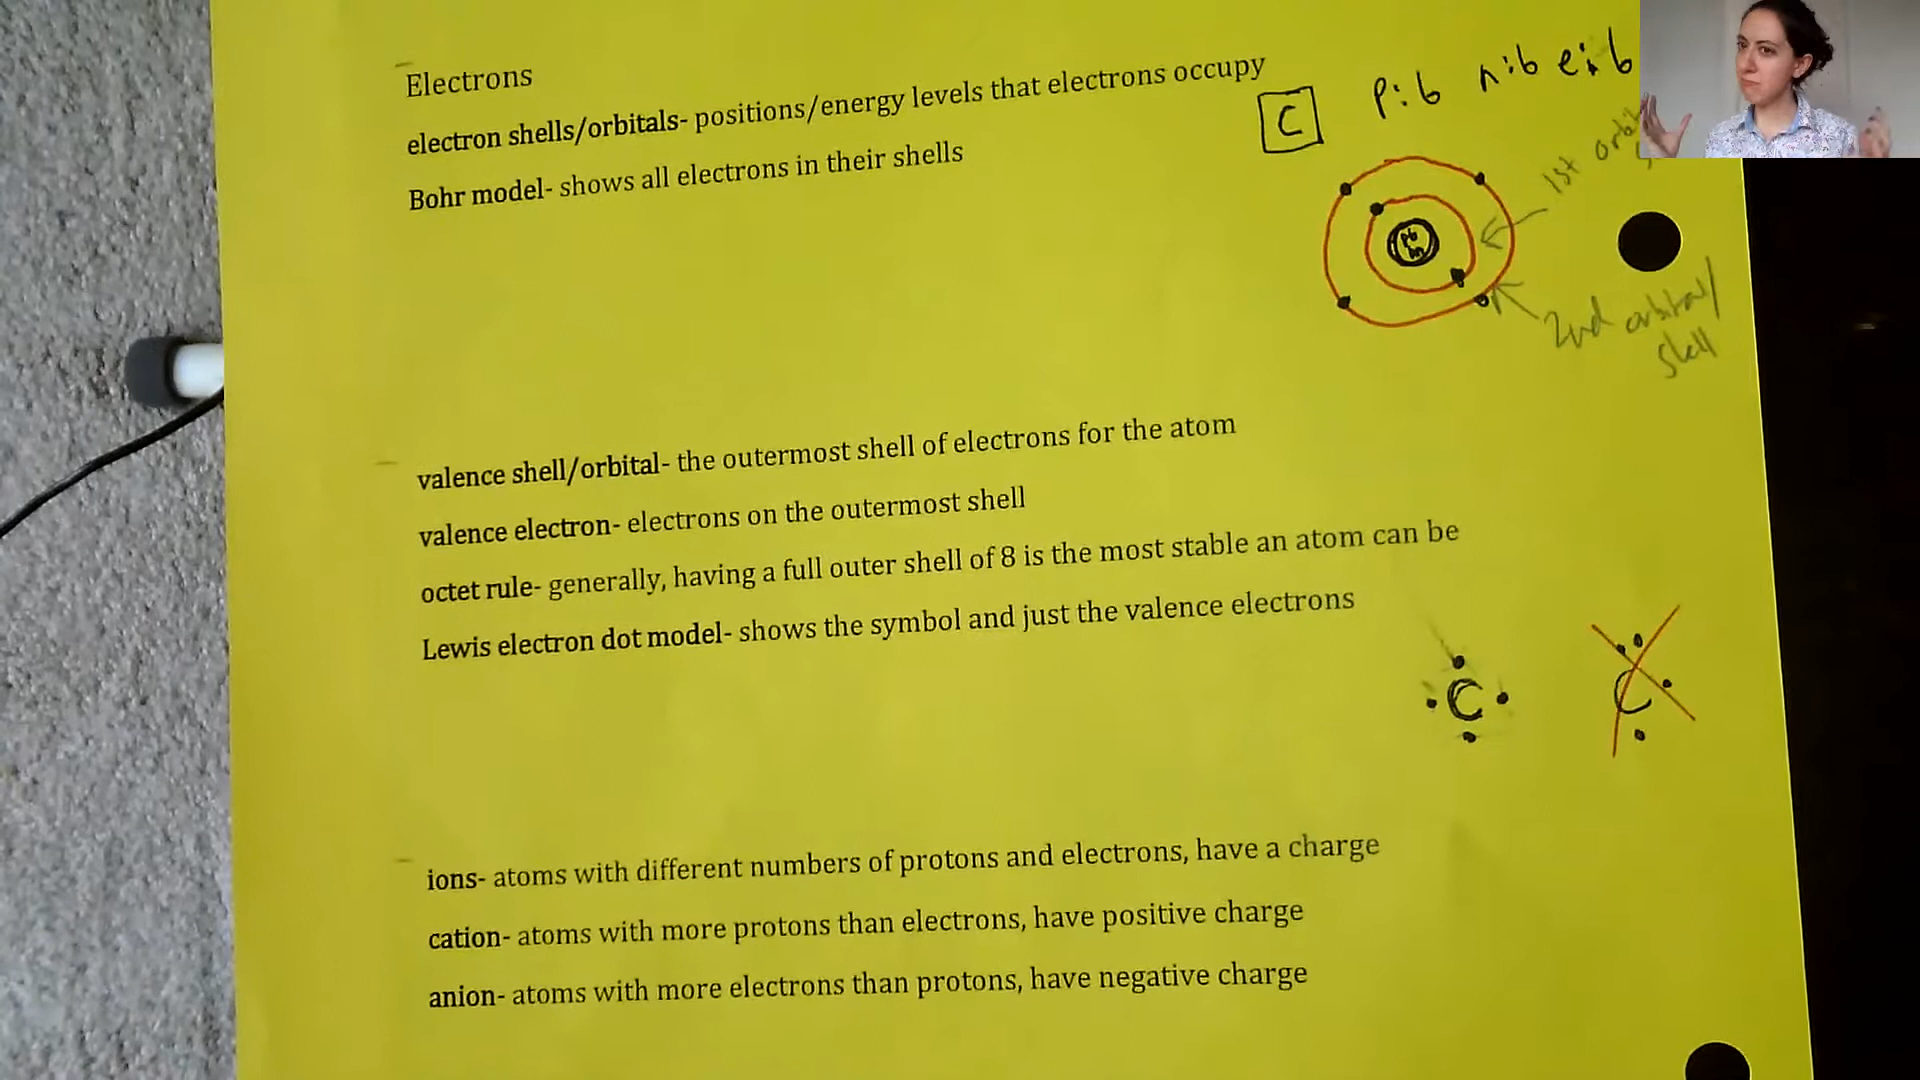 Electrons
electron shells/orbitals- positions/energy levels that electrons occupy
Bohr model- shows all electrons in their shells
C p:6 n:6 e:6
1st
2nd orbital/
shell
valence shell/orbital- the outermost shell of electrons for the atom
valence electron- electrons on the outermost shell
octet rule- generally, having a full outer shell of 8 is the most stable an atom can be
Lewis electron dot model- shows the symbol and just the valence electrons
C C
ions- atoms with different numbers of protons and electrons, have a charge
cation- atoms with more protons than electrons, have positive charge
anion- atoms with more electrons than protons, have negative charge